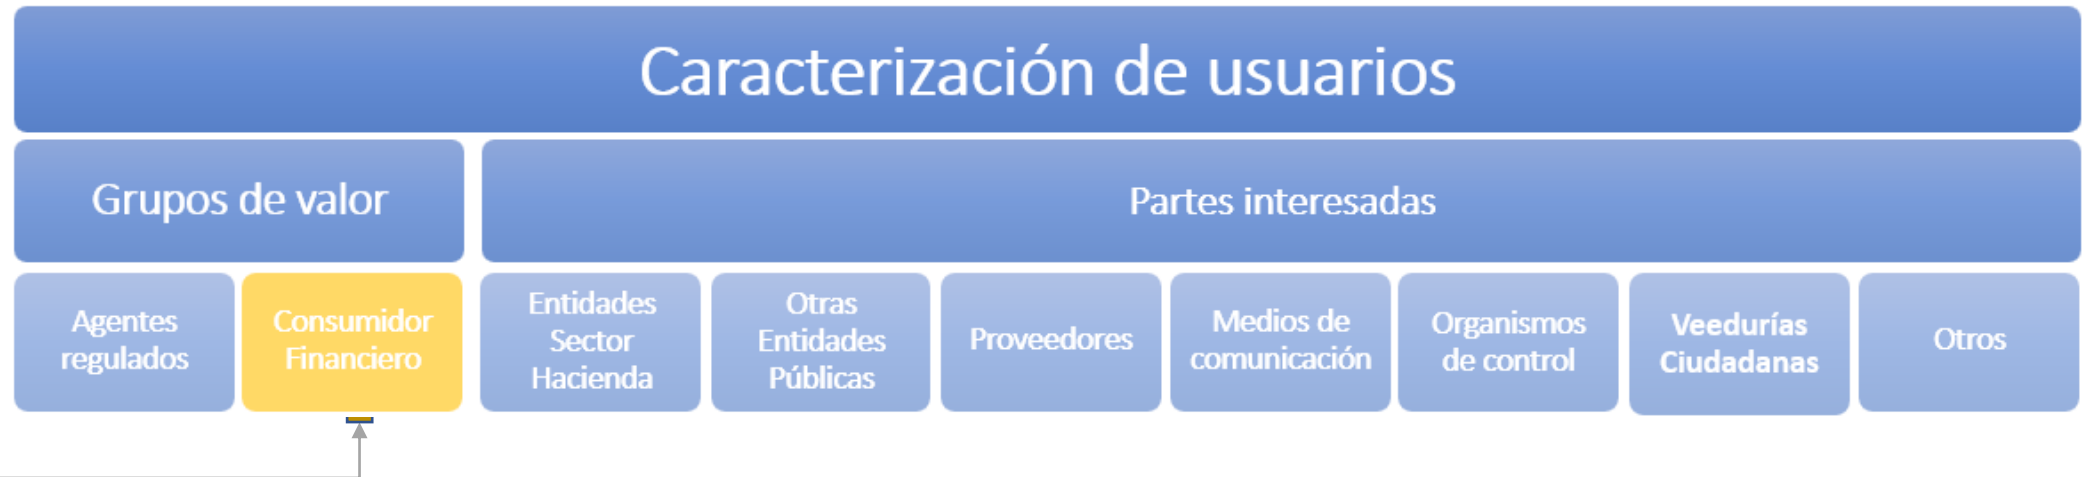 Caracterización de usuarios
Grupos de valor
Partes interesadas
Agentes
regulados
Consumidor
Financiero
Entidades
Sector
Hacienda
Otras
Entidades
Públicas
Proveedores
Medios de
comunicación
Organismos
de control
Veedurías
Ciudadanas
Otros